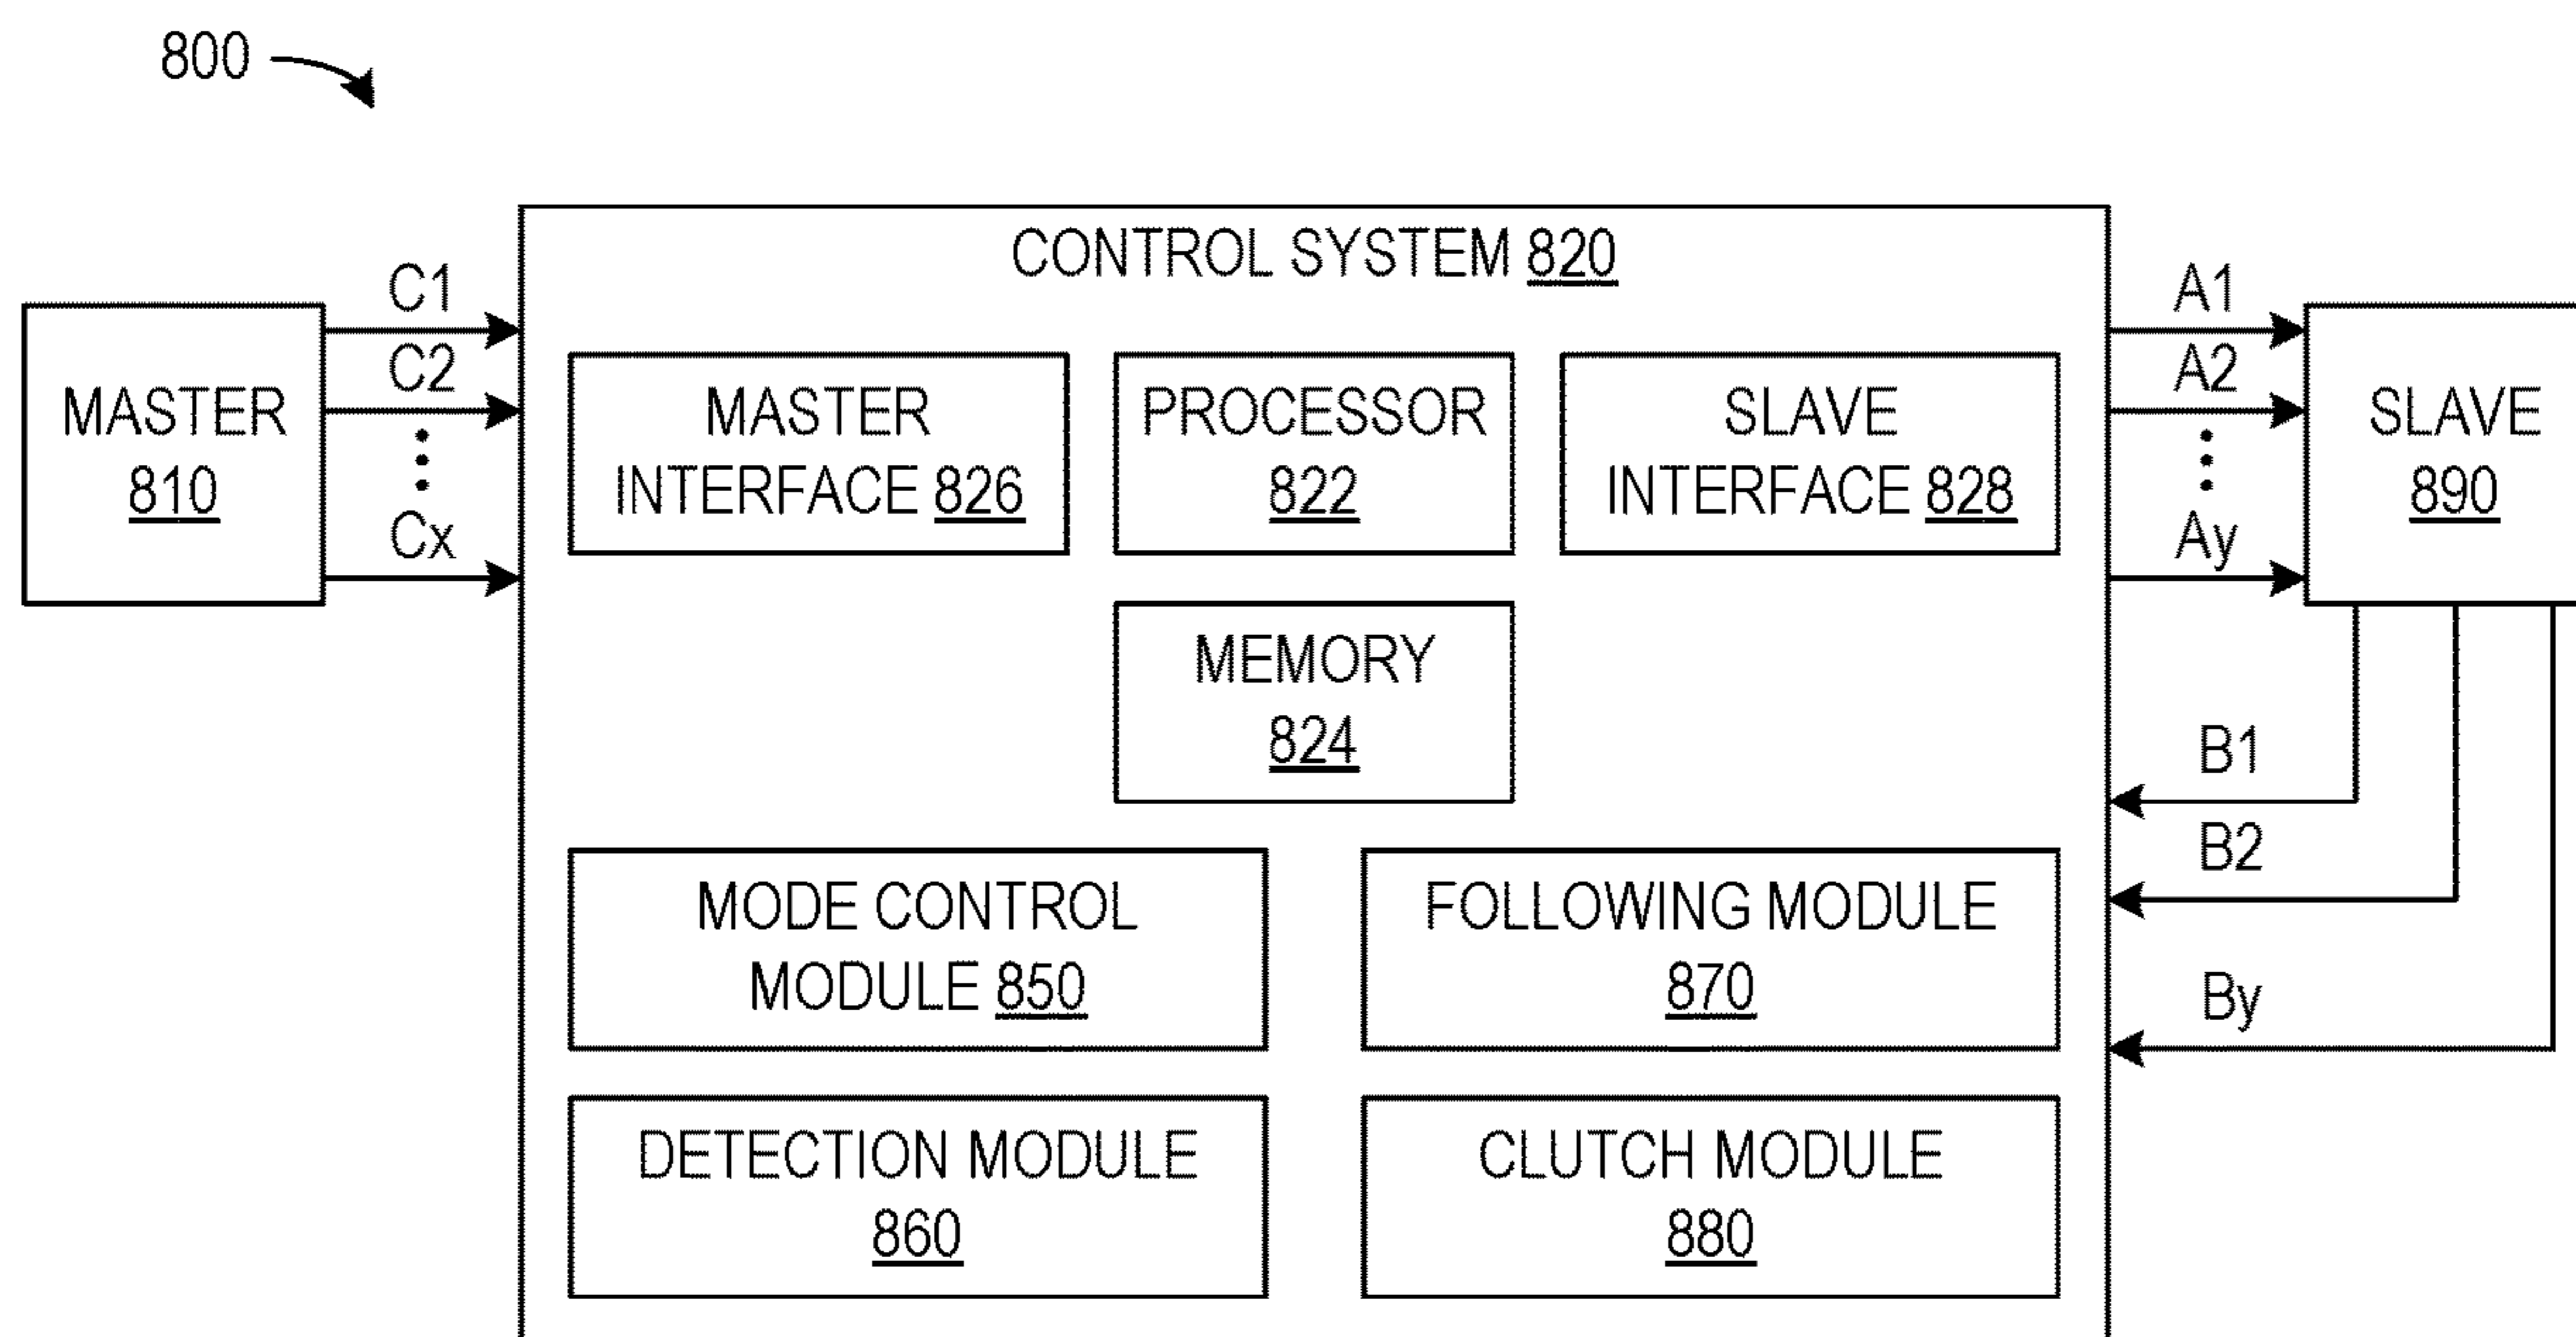 800
CONTROL SYSTEM 820
C1
A1
C2
A2
MASTER
810
MASTER
INTERFACE 826
PROCESSOR
822
SLAVE
INTERFACE 828
SLAVE
890
Cx
Ay
MEMORY
824
B1
B2
MODE CONTROL
MODULE 850
FOLLOWING MODULE
870
By
DETECTION MODULE
860
CLUTCH MODULE
880